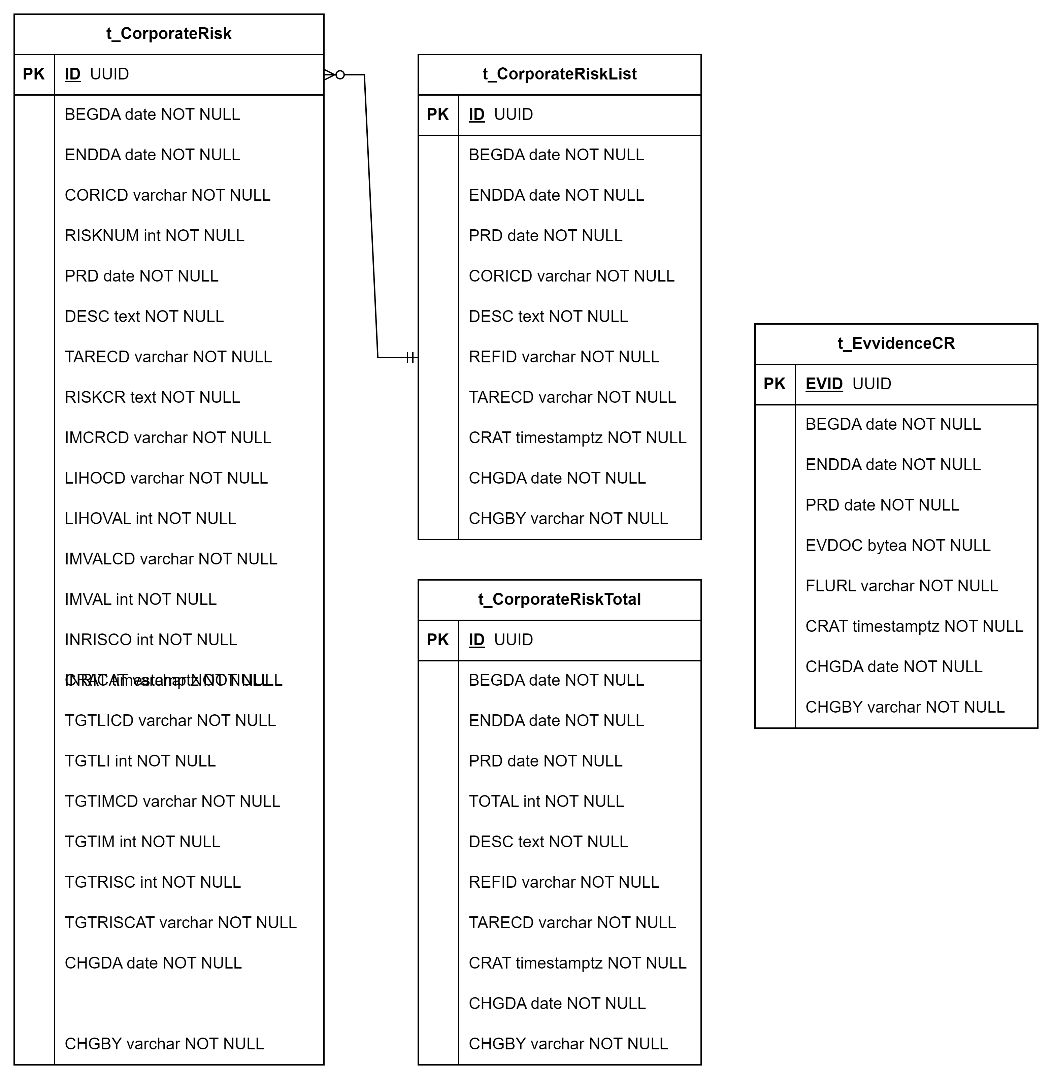 t_CorporateRisk
PK ID UUID
BEGDA date NOT NULL
ENDDA date NOT NULL
CORICD varchar NOT NULL
RISKNUM int NOT NULL
PRD date NOT NULL
DESC text NOT NULL
TARECD varchar NOT NULL
RISKCR text NOT NULL
IMCRCD varchar NOT NULL
LIHOCD varchar NOT NULL
LIHOVAL int NOT NULL
IMVALCD varchar NOT NULL
IMVAL int NOT NULL
INRISCO int NOT NULL
NOT NULL
TGTLICD varchar NOT NULL
TGTLI int NOT NULL
TGTIMCD varchar NOT NULL
TGTIM int NOT NULL
TGTRISC int NOT NULL
TGTRISCAT varchar NOT NULL
CHGDA date NOT NULL
CHGBY varchar NOT NULL
t_CorporateRiskList
PK ID UUID
BEGDA date NOT NULL
ENDDA date NOT NULL
PRD date NOT NULL
CORICD varchar NOT NULL
DESC text NOT NULL
REFID varchar NOT NULL
TARECD varchar NOT NULL
CRAT timestamptz NOT NULL
CHGDA date NOT NULL
CHGBY varchar NOT NULL
t_CorporateRiskTotal
PK ID UUID
BEGDA date NOT NULL
ENDDA date NOT NULL
PRD date NOT NULL
TOTAL int NOT NULL
DESC text NOT NULL
REFID varchar NOT NULL
TARECD varchar NOT NULL
CRAT timestamptz NOT NULL
CHGDA date NOT NULL
CHGBY varchar NOT NULL
t_EvvidenceCR
PK EVID UUID
BEGDA date NOT NULL
ENDDA date NOT NULL
PRD date NOT NULL
EVDOC bytea NOT NULL
FLURL varchar NOT NULL
CRAT timestamptz NOT NULL
CHGDA date NOT NULL
CHGBY varchar NOT NULL